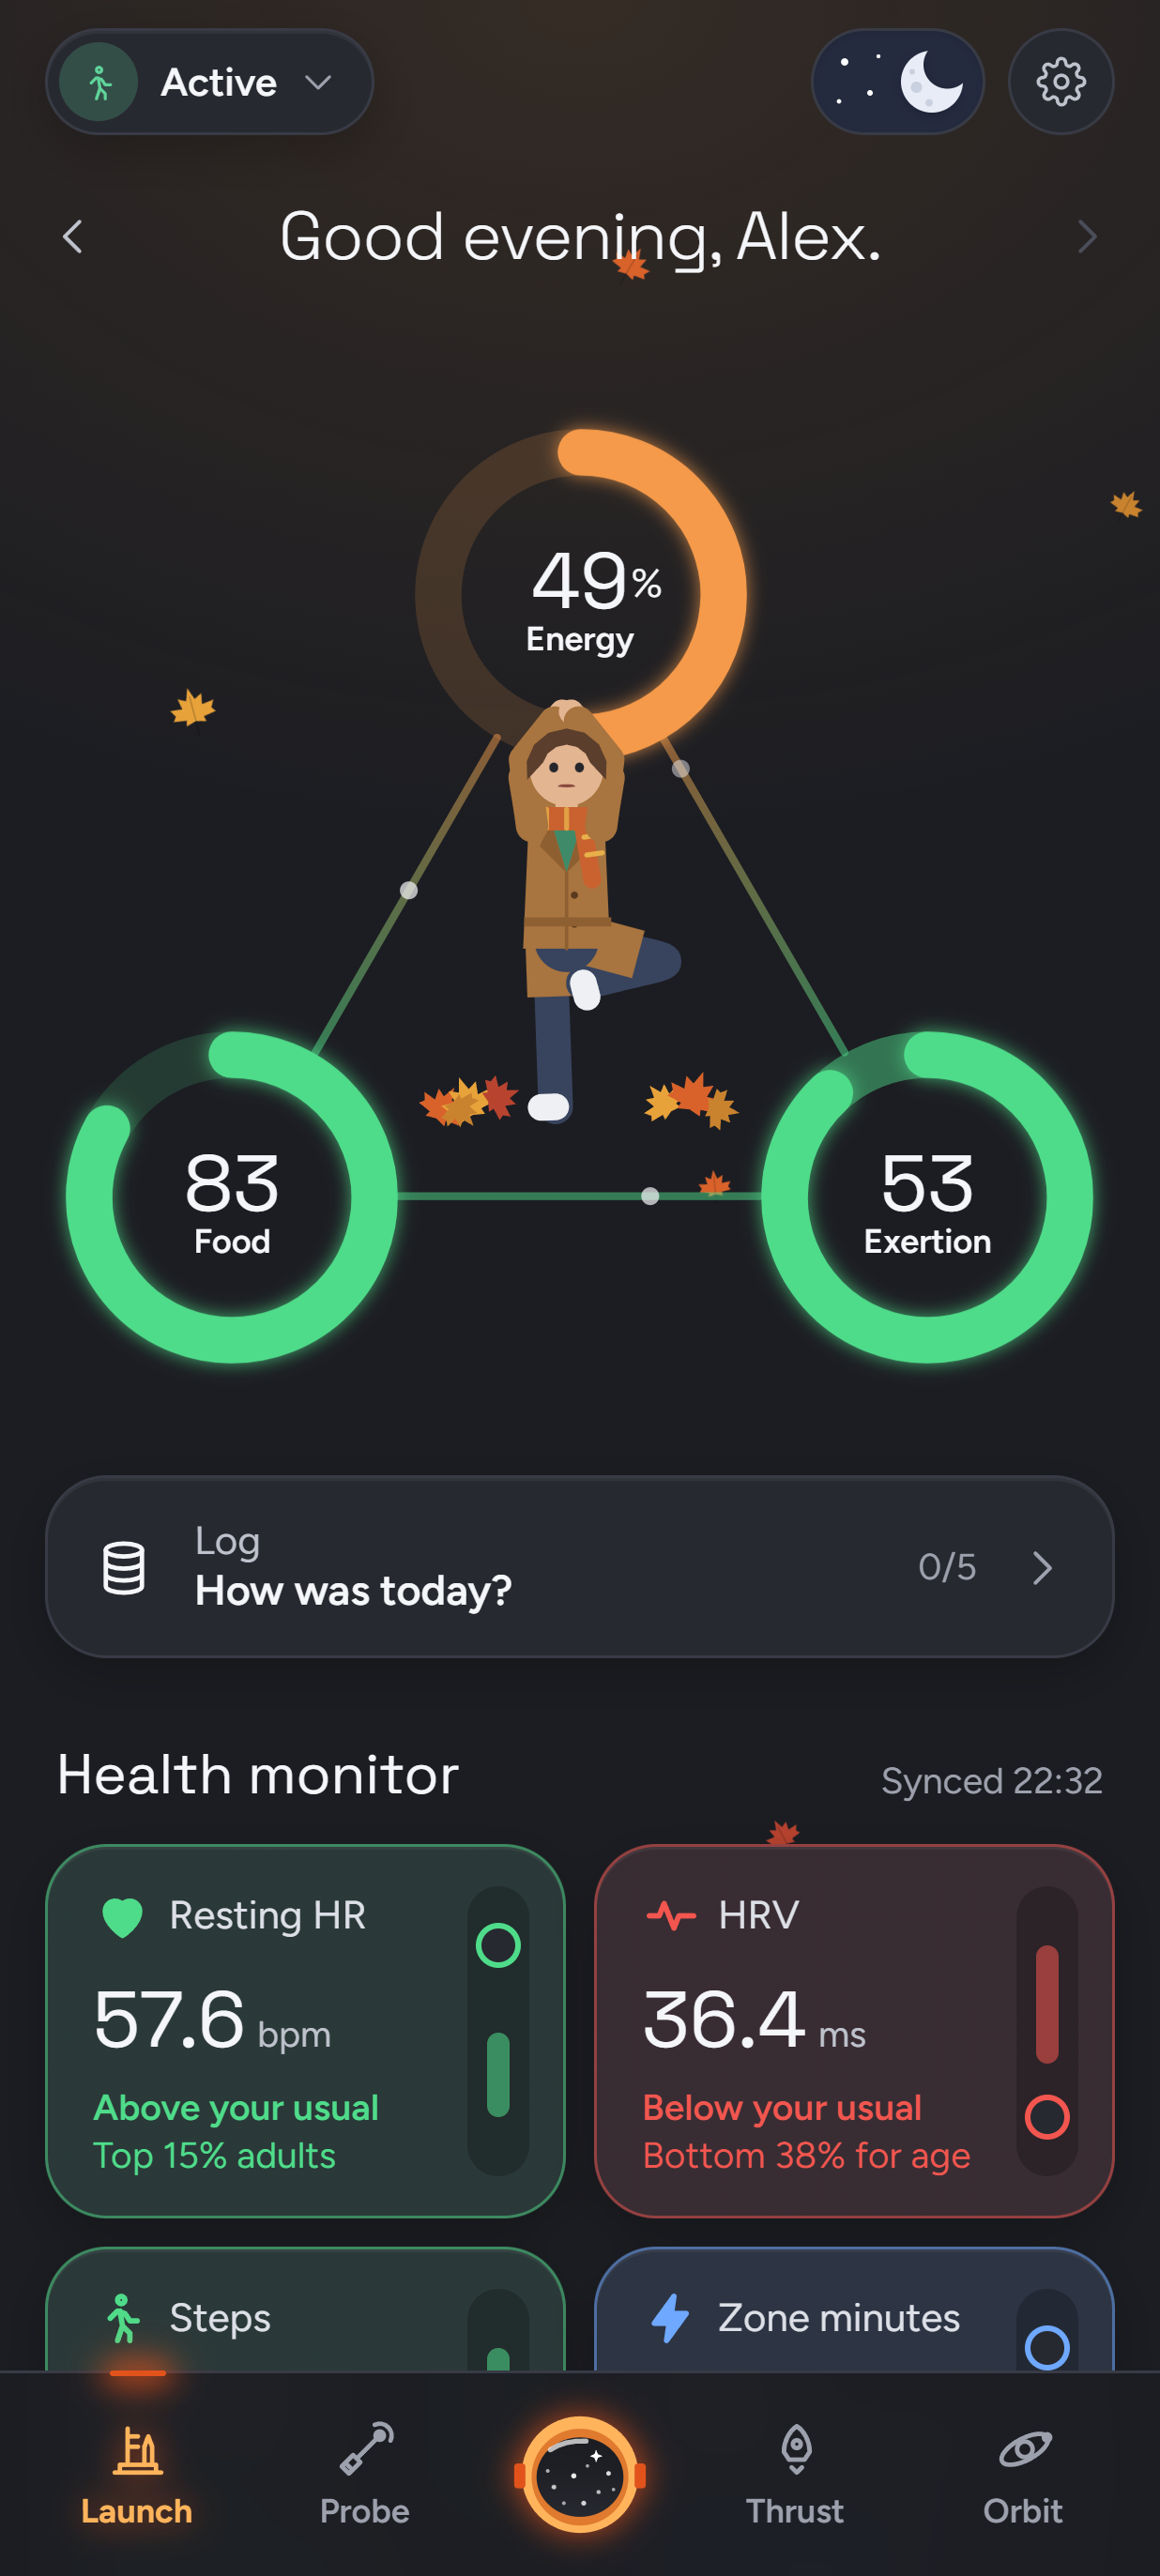 Active
Good evening, Alex.
49%
Energy
83
Food
53
Exertion
Log
How was today?
0/5
Health monitor
Synced 22:32
Resting HR
57.6 bpm
Above your usual
Top 15% adults
HRV
36.4 ms
Below your usual
Bottom 38% for age
Steps
Zone minutes
Launch
Probe
Thrust
Orbit